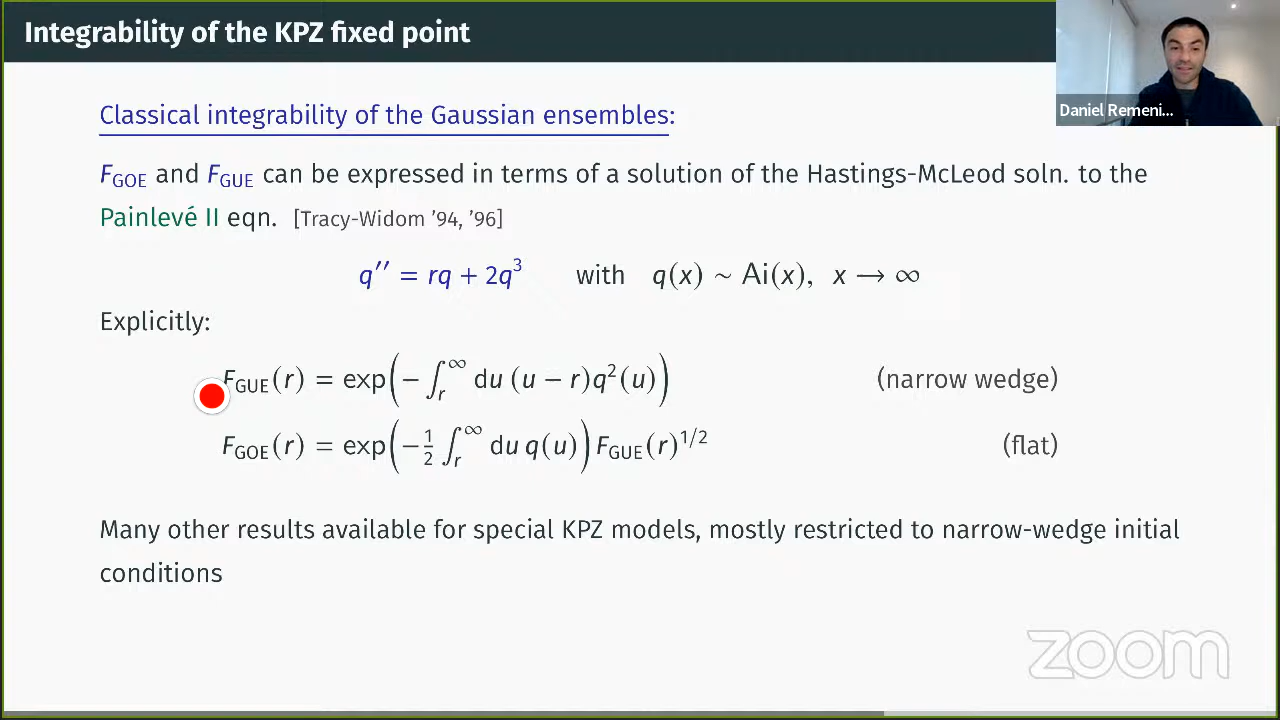 Integrability of the KPZ fixed point
Daniel Remeni...
Classical integrability of the Gaussian ensembles:
F_GOE and F_GUE can be expressed in terms of a solution of the Hastings-McLeod soln. to the
Painlevé II eqn. [Tracy-Widom '94, '96]
q′′ = rq + 2q³ with q(x) ~ Ai(x), x → ∞
Explicitly:
F_GUE(r) = exp(−∫_r^∞ du (u − r)q²(u)) (narrow wedge)
F_GOE(r) = exp(−½ ∫_r^∞ du q(u)) F_GUE(r)^{1/2} (flat)
Many other results available for special KPZ models, mostly restricted to narrow-wedge initial
conditions
zoom